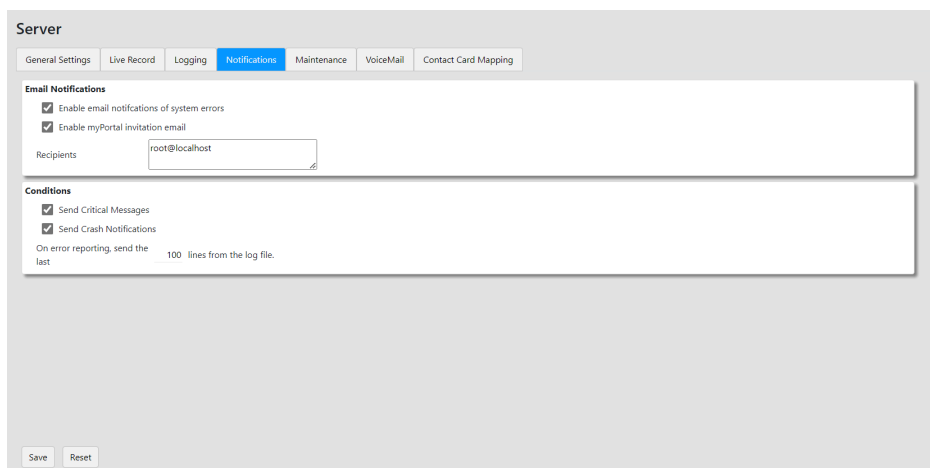 Server
General Settings Live Record Logging Notifications Maintenance VoiceMail Contact Card Mapping
Email Notifications
Enable email notifcations of system errors
Enable myPortal invitation email
Recipients root@localhost
Conditions
Send Critical Messages
Send Crash Notifications
On error reporting, send the
last 100 lines from the log file.
Save Reset